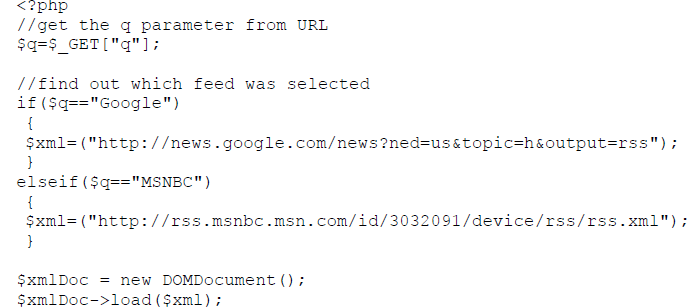 <?php
//get the q parameter from URL
$q=$_GET["q"];
//find out which feed was selected
if($q=="Google")
{
$xml=("http://news.google.com/news?ned=us&topic=h&output=rss");
}
elseif($q=="MSNBC")
{
$xml=("http://rss.msnbc.msn.com/id/3032091/device/rss/rss.xml");
}
$xmlDoc = new DOMDocument();
$xmlDoc->load($xml);